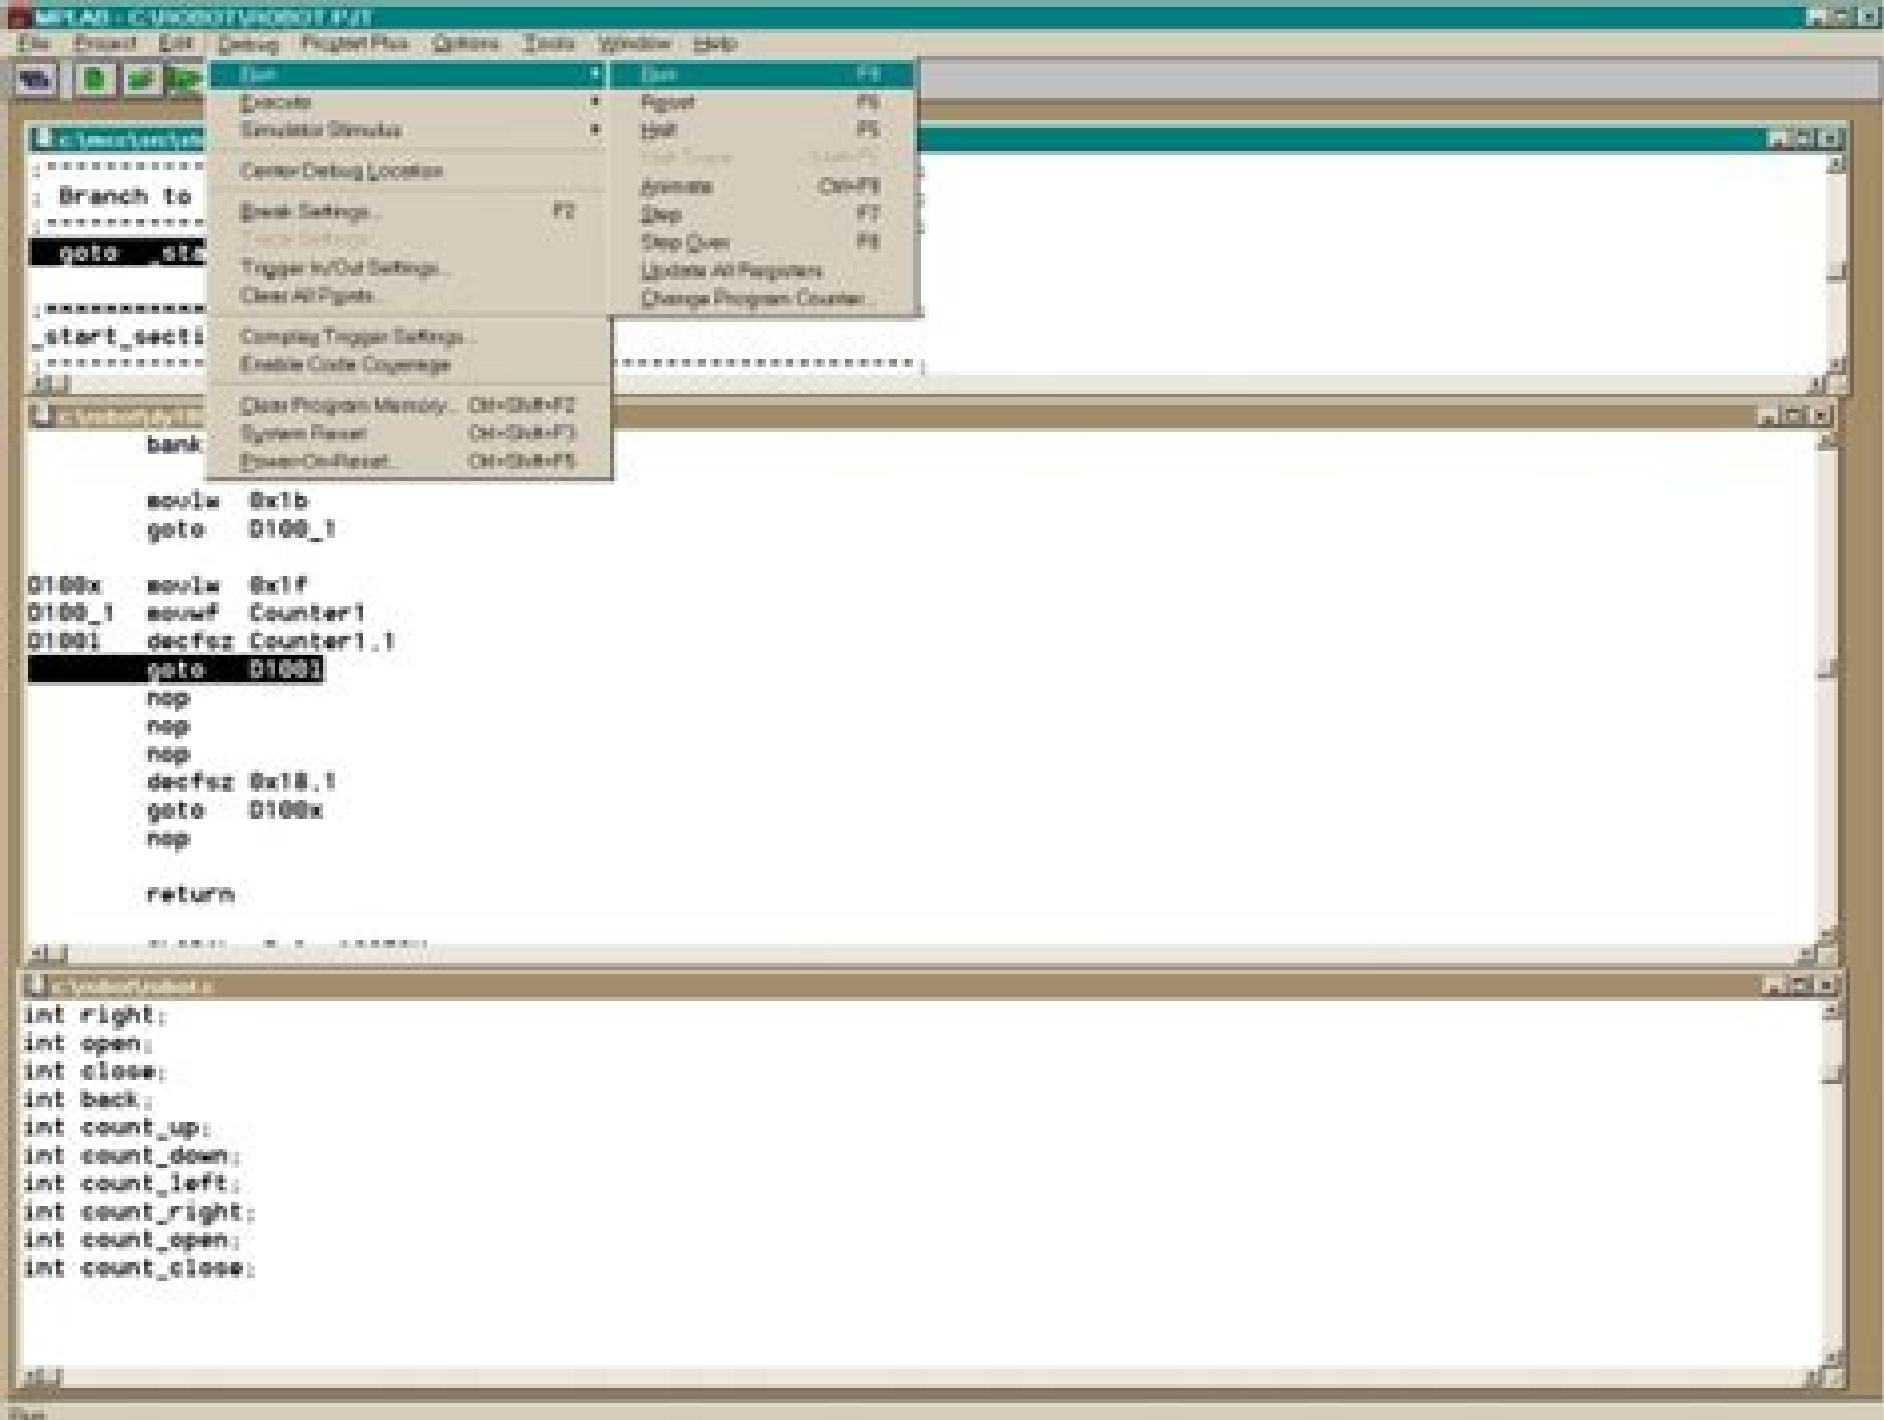 MPLAB - C:\ROBOT\ROBOT.PJT
File Project Edit Debug Picstart Plus Options Tools Window Help
Run
Execute
Simulator Stimulus
Center Debug Location
Break Settings... F2
Trigger In/Out Settings...
Clear All Points...
Complex Trigger Settings...
Enable Code Coverage
Clear Program Memory... Ctrl+Shift+F2
System Reset Ctrl+Shift+F3
Power-On-Reset... Ctrl+Shift+F5
Run F9
Reset F6
Halt F5
Animate Ctrl+F9
Step F7
Step Over F8
Update All Registers
Change Program Counter...
; Branch to
goto _sta
_start_secti
bank
movlw 0x1b
goto D100_1
D100x movlw 0x1f
D100_1 movwf Counter1
D100l decfsz Counter1,1
goto D100l
nop
nop
nop
decfsz 0x18,1
goto D100x
nop
return
int right;
int open;
int close;
int back;
int count_up;
int count_down;
int count_left;
int count_right;
int count_open;
int count_close;
Run